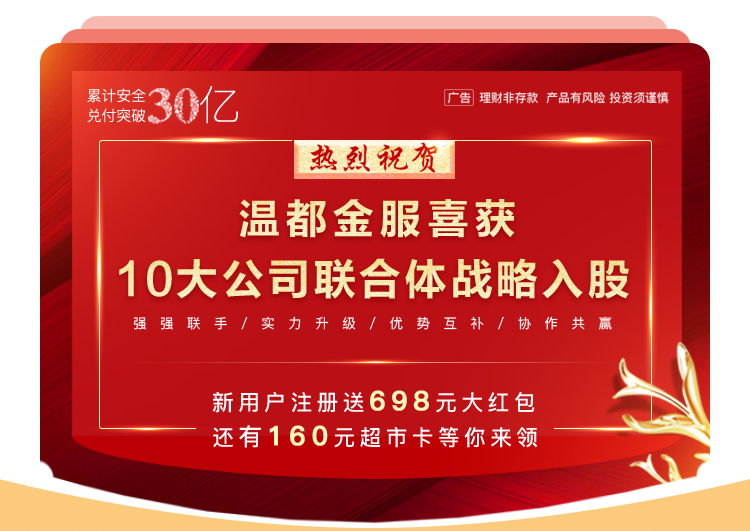 累计安全
兑付突破30亿
广告 理财非存款 产品有风险 投资须谨慎
热烈祝贺
温都金服喜获
10大公司联合体战略入股
强强联手/实力升级/优势互补/协作共赢
新用户注册送698元大红包
还有160元超市卡等你来领